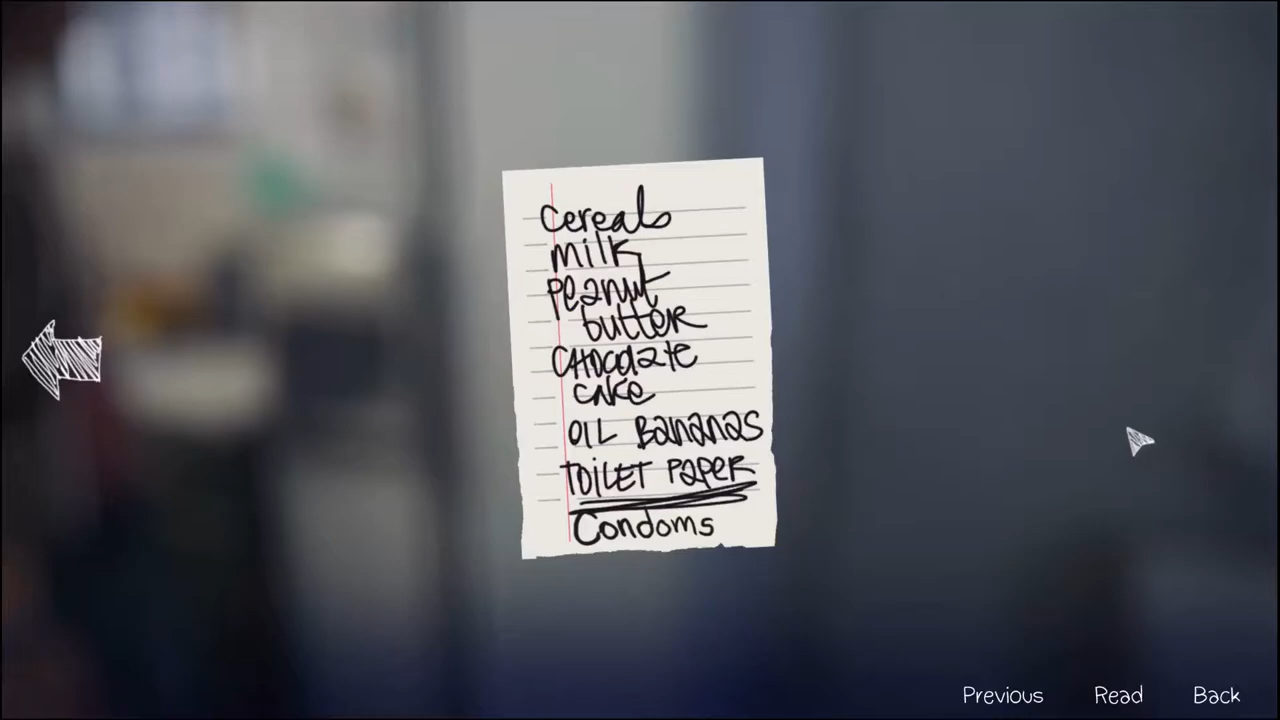 cereals
milk
Peanut
butter
CHocolate
cake
OIL Bananas
TOILET PaPER
Condoms
Previous
Read
Back